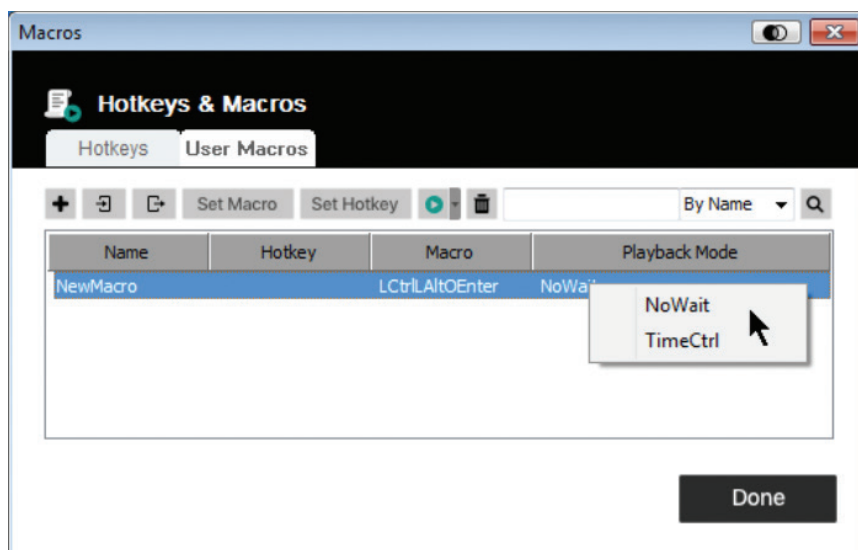 Macros
Hotkeys & Macros
Hotkeys User Macros
Set Macro Set Hotkey By Name
Name Hotkey Macro Playback Mode
NewMacro LCtrlLAltOEnter NoWait
NoWait
TimeCtrl
Done